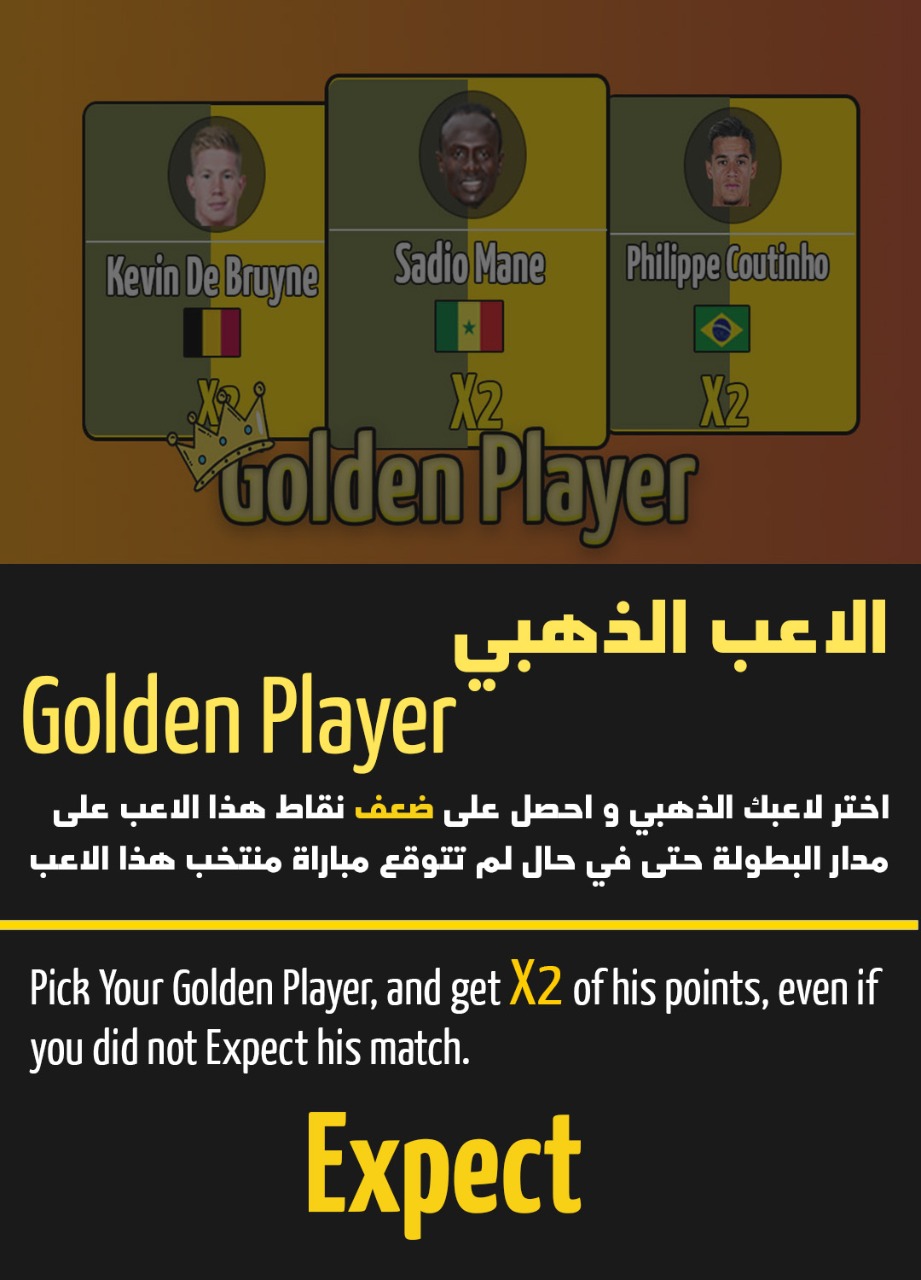 Kevin De Bruyne
Sadio Mane
Philippe Coutinho
X2
X2
X2
Golden Player
الاعب الذهبي
Golden Player
اختر لاعبك الذهبي و احصل على ضعف نقاط هذا الاعب على
مدار البطولة حتى في حال لم تتوقع مباراة منتخب هذا الاعب
Pick Your Golden Player, and get X2 of his points, even if
you did not Expect his match.
Expect